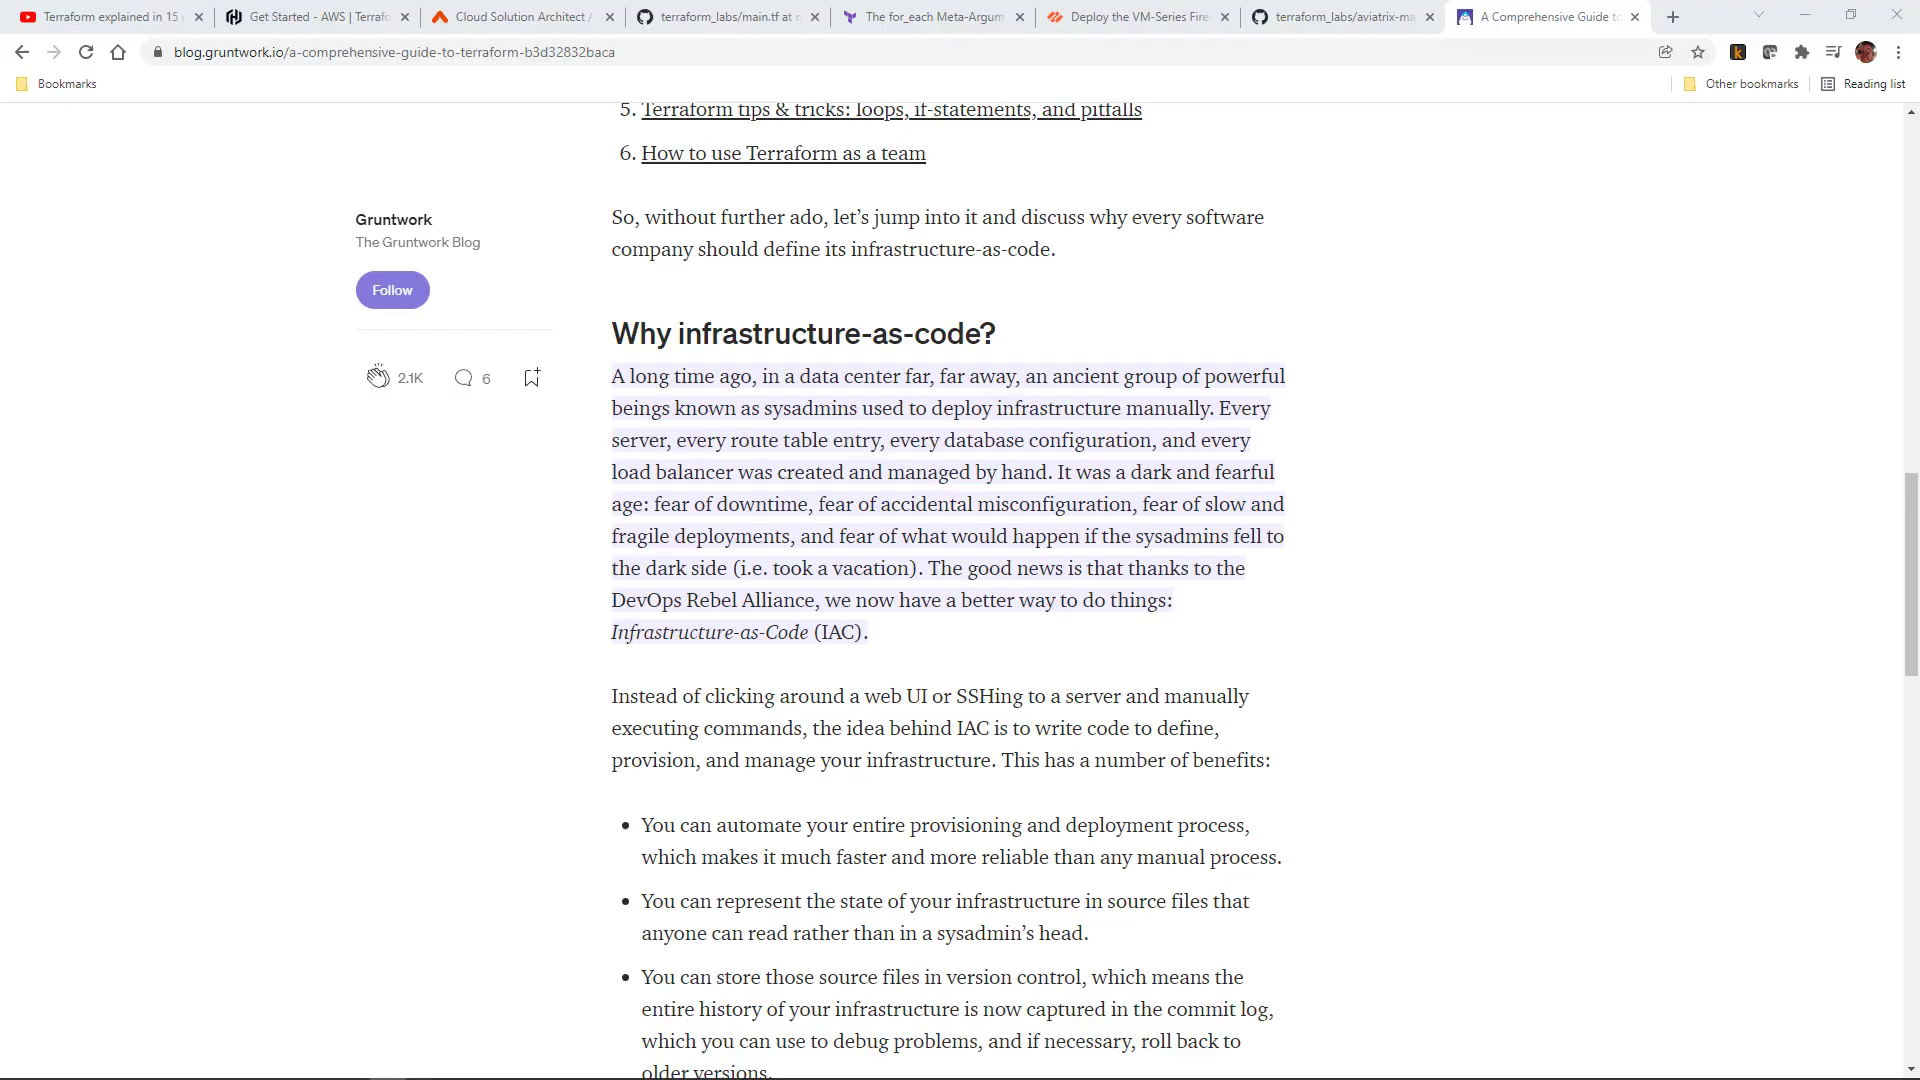 Terraform explained in 15
Get Started - AWS | Terrafo
Cloud Solution Architect /
terraform_labs/main.tf at
The for_each Meta-Argum
Deploy the VM-Series Fire
terraform_labs/aviatrix-ma
A Comprehensive Guide to
blog.gruntwork.io/a-comprehensive-guide-to-terraform-b3d32832baca
Bookmarks
Other bookmarks
Reading list
5. Terraform tips & tricks: loops, if-statements, and pitfalls
6. How to use Terraform as a team
Gruntwork
The Gruntwork Blog
Follow
2.1K
6
So, without further ado, let’s jump into it and discuss why every software
company should define its infrastructure-as-code.
Why infrastructure-as-code?
A long time ago, in a data center far, far away, an ancient group of powerful
beings known as sysadmins used to deploy infrastructure manually. Every
server, every route table entry, every database configuration, and every
load balancer was created and managed by hand. It was a dark and fearful
age: fear of downtime, fear of accidental misconfiguration, fear of slow and
fragile deployments, and fear of what would happen if the sysadmins fell to
the dark side (i.e. took a vacation). The good news is that thanks to the
DevOps Rebel Alliance, we now have a better way to do things:
Infrastructure-as-Code (IAC).
Instead of clicking around a web UI or SSHing to a server and manually
executing commands, the idea behind IAC is to write code to define,
provision, and manage your infrastructure. This has a number of benefits:
• You can automate your entire provisioning and deployment process,
which makes it much faster and more reliable than any manual process.
• You can represent the state of your infrastructure in source files that
anyone can read rather than in a sysadmin’s head.
• You can store those source files in version control, which means the
entire history of your infrastructure is now captured in the commit log,
which you can use to debug problems, and if necessary, roll back to
older versions.